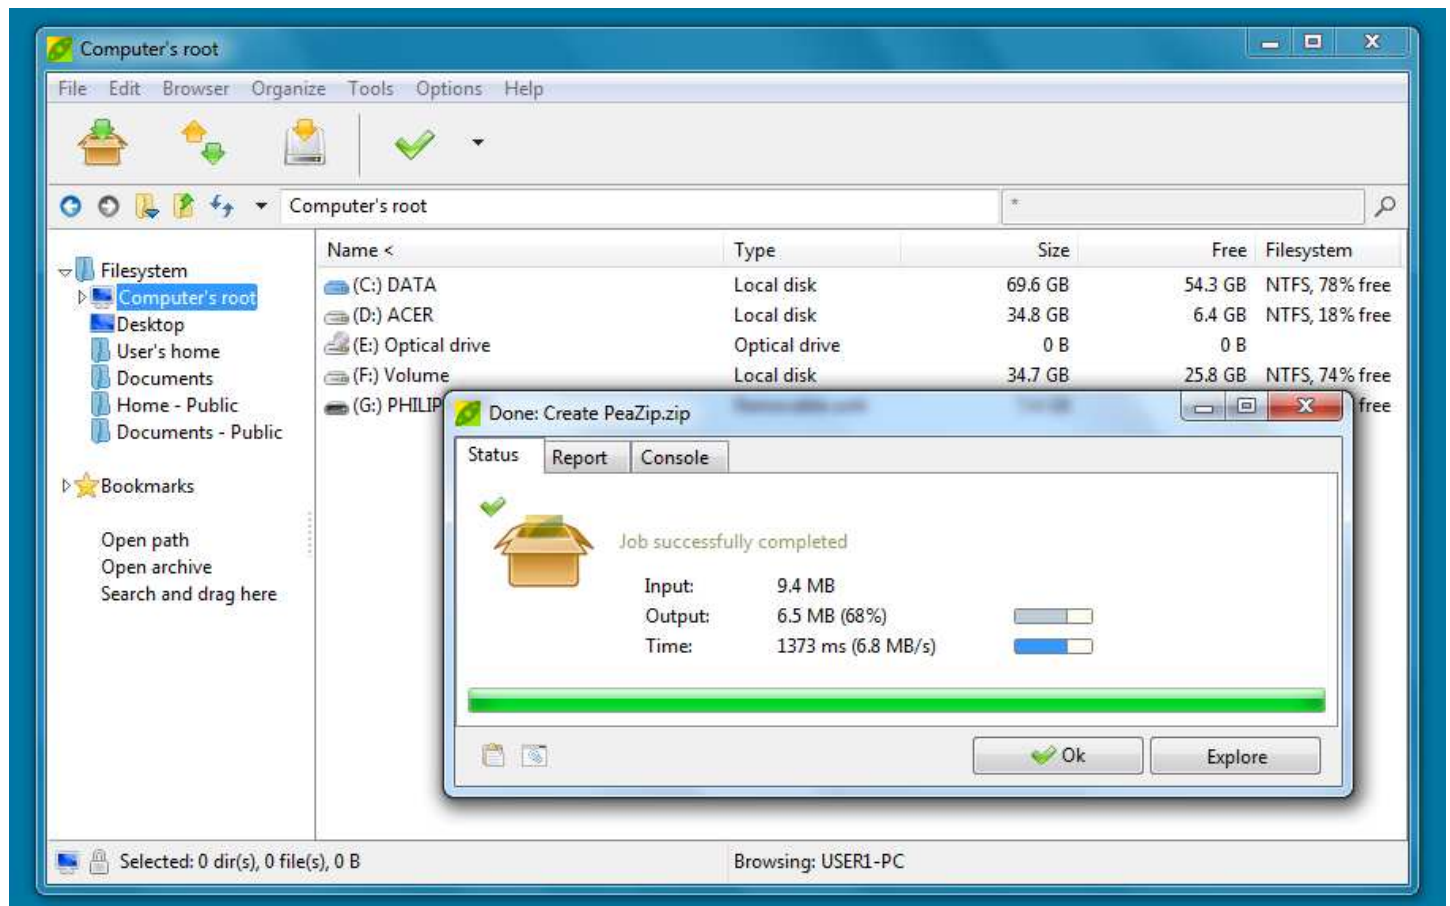 Computer's root
File Edit Browser Organize Tools Options Help
Computer's root *
Name < Type Size Free Filesystem
Filesystem
Computer's root
Desktop
User's home
Documents
Home - Public
Documents - Public
Bookmarks
Open path
Open archive
Search and drag here
(C:) DATA Local disk 69.6 GB 54.3 GB NTFS, 78% free
(D:) ACER Local disk 34.8 GB 6.4 GB NTFS, 18% free
(E:) Optical drive Optical drive 0 B 0 B
(F:) Volume Local disk 34.7 GB 25.8 GB NTFS, 74% free
(G:) PHILIP free
Done: Create PeaZip.zip
Status Report Console
Job successfully completed
Input: 9.4 MB
Output: 6.5 MB (68%)
Time: 1373 ms (6.8 MB/s)
Ok Explore
Selected: 0 dir(s), 0 file(s), 0 B Browsing: USER1-PC